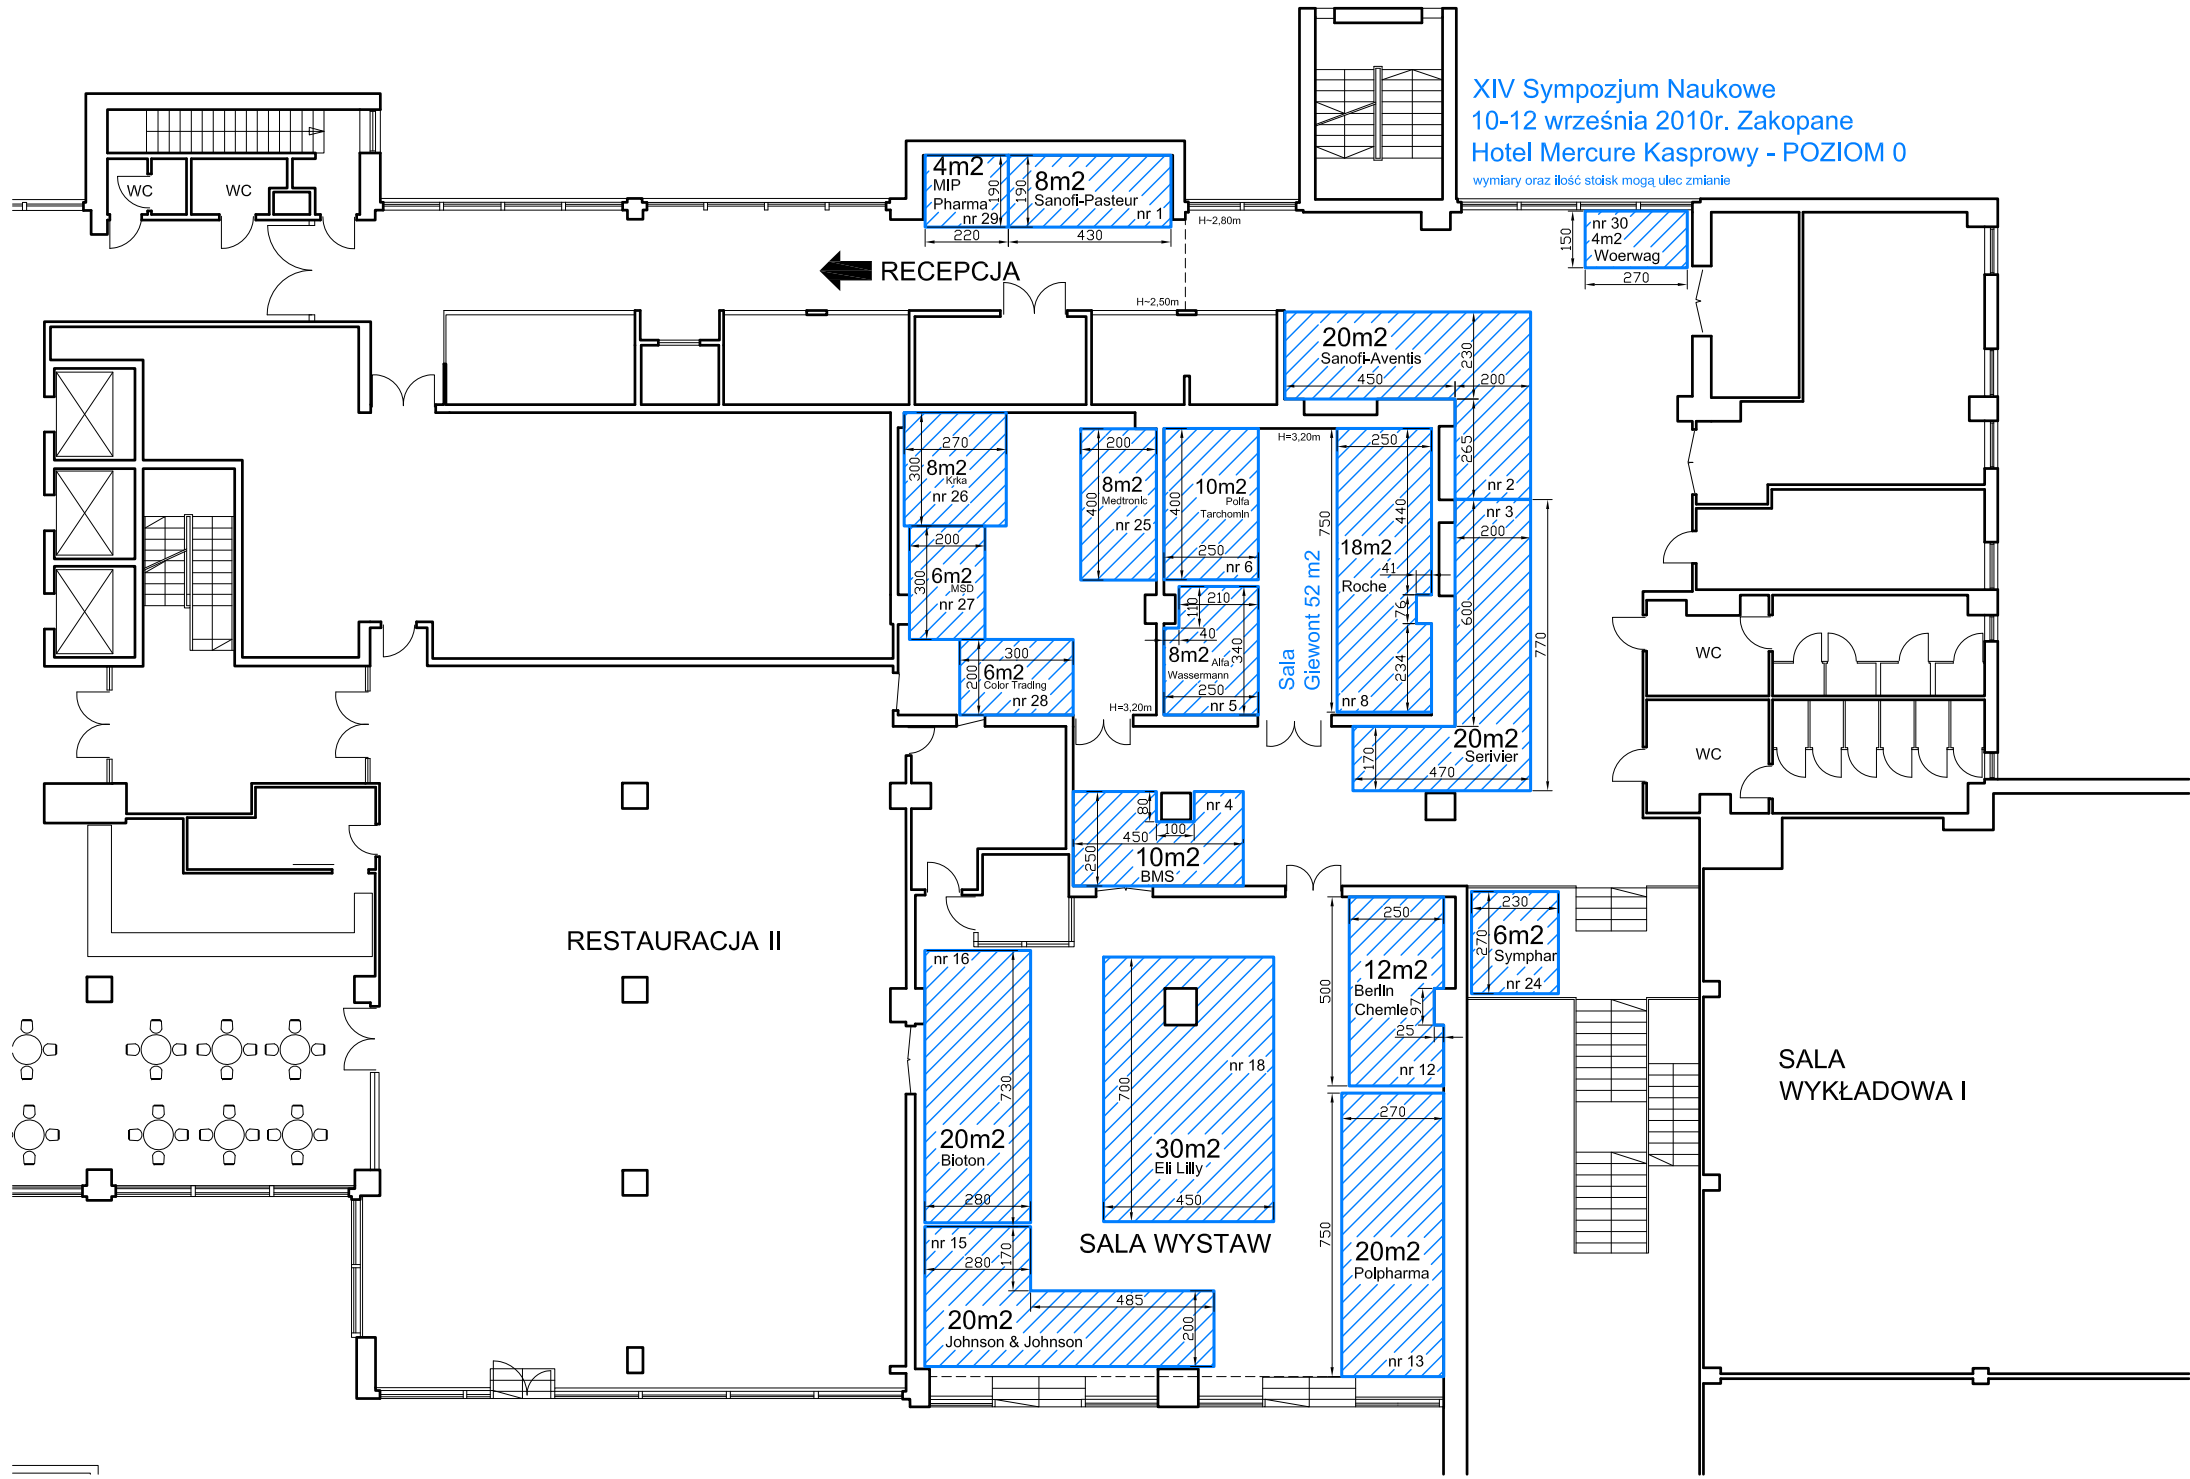 XIV Sympozjum Naukowe
10-12 września 2010r. Zakopane
Hotel Mercure Kasprowy - POZIOM 0
wymiary oraz ilość stoisk mogą ulec zmianie
WC
WC
4m2
MIP
Pharma
nr 29
190
220
8m2
Sanofi-Pasteur
nr 1
190
430
H~2,80m
nr 30
4m2
Woerwag
150
270
RECEPCJA
H~2,50m
20m2
Sanofi-Aventis
230
450
200
265
nr 2
270
300
8m2
Krka
nr 26
200
400
8m2
Medtronic
nr 25
10m2
Polfa
Tarchomin
400
250
nr 6
H=3,20m
750
Sala
Giewont 52 m2
250
440
18m2
41
Roche
76
234
nr 8
nr 3
200
600
770
20m2
Serivier
170
470
200
300
6m2
MSD
nr 27
300
200
6m2
Color Trading
nr 28
H=3,20m
210
110
40
340
8m2 Alfa
Wassermann
250
nr 5
WC
WC
80
nr 4
100
450
250
10m2
BMS
RESTAURACJA II
nr 16
730
20m2
Bioton
280
700
nr 18
30m2
Eli Lilly
450
250
500
12m2
Berlin
Chemie
97
25
nr 12
230
270
6m2
Symphar
nr 24
SALA
WYKŁADOWA I
SALA WYSTAW
nr 15
280
170
485
200
20m2
Johnson & Johnson
270
750
20m2
Polpharma
nr 13